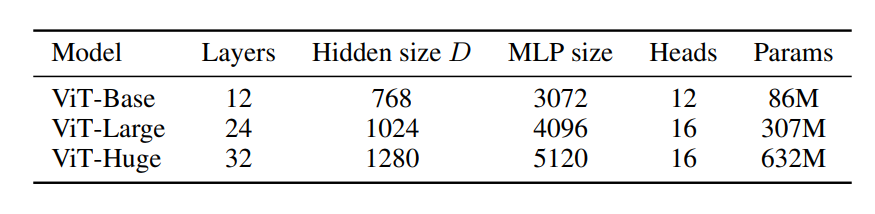 Model Layers Hidden size D MLP size Heads Params
ViT-Base 12 768 3072 12 86M
ViT-Large 24 1024 4096 16 307M
ViT-Huge 32 1280 5120 16 632M